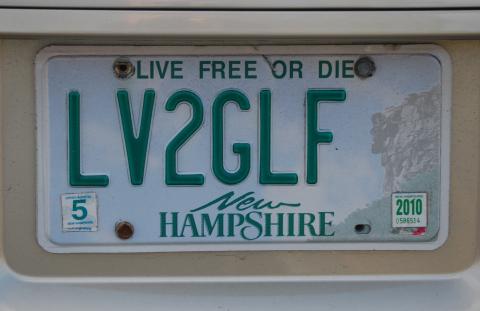 LIVE FREE OR DIE
LV2GLF
5
2010
New
HAMPSHIRE